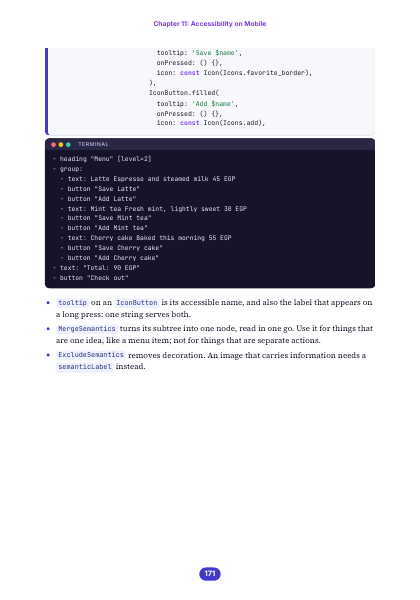 Chapter 11: Accessibility on Mobile
tooltip: 'Save $name',
onPressed: () {},
icon: const Icon(Icons.favorite_border),
),
IconButton.filled(
tooltip: 'Add $name',
onPressed: () {},
icon: const Icon(Icons.add),
TERMINAL
- heading "Menu" [level=2]
- group:
- text: Latte Espresso and steamed milk 45 EGP
- button "Save Latte"
- button "Add Latte"
- text: Mint tea Fresh mint, lightly sweet 30 EGP
- button "Save Mint tea"
- button "Add Mint tea"
- text: Cherry cake Baked this morning 55 EGP
- button "Save Cherry cake"
- button "Add Cherry cake"
- text: "Total: 90 EGP"
- button "Check out"
• tooltip on an IconButton is its accessible name, and also the label that appears on
a long press: one string serves both.
• MergeSemantics turns its subtree into one node, read in one go. Use it for things that
are one idea, like a menu item; not for things that are separate actions.
• ExcludeSemantics removes decoration. An image that carries information needs a
semanticLabel instead.
171